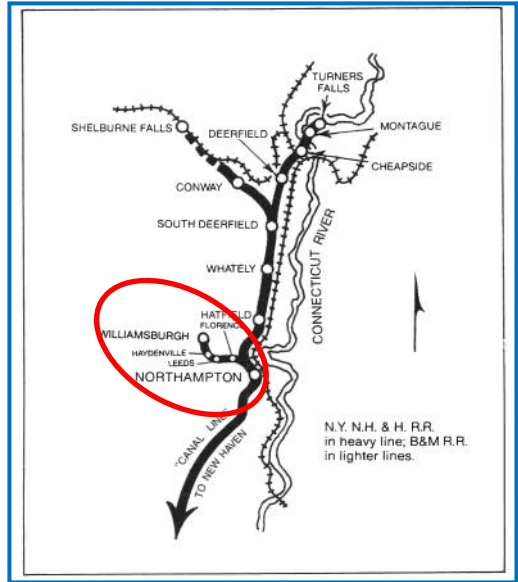 TURNERS
FALLS
SHELBURNE FALLS
DEERFIELD
MONTAGUE
CHEAPSIDE
CONWAY
SOUTH DEERFIELD
CONNECTICUT RIVER
WHATELY
HATFIELD
FLORENCE
WILLIAMSBURGH
HAYDENVILLE
LEEDS
NORTHAMPTON
"CANAL LINE"
TO NEW HAVEN
N.Y. N.H. & H. R.R.
in heavy line; B&M R.R.
in lighter lines.